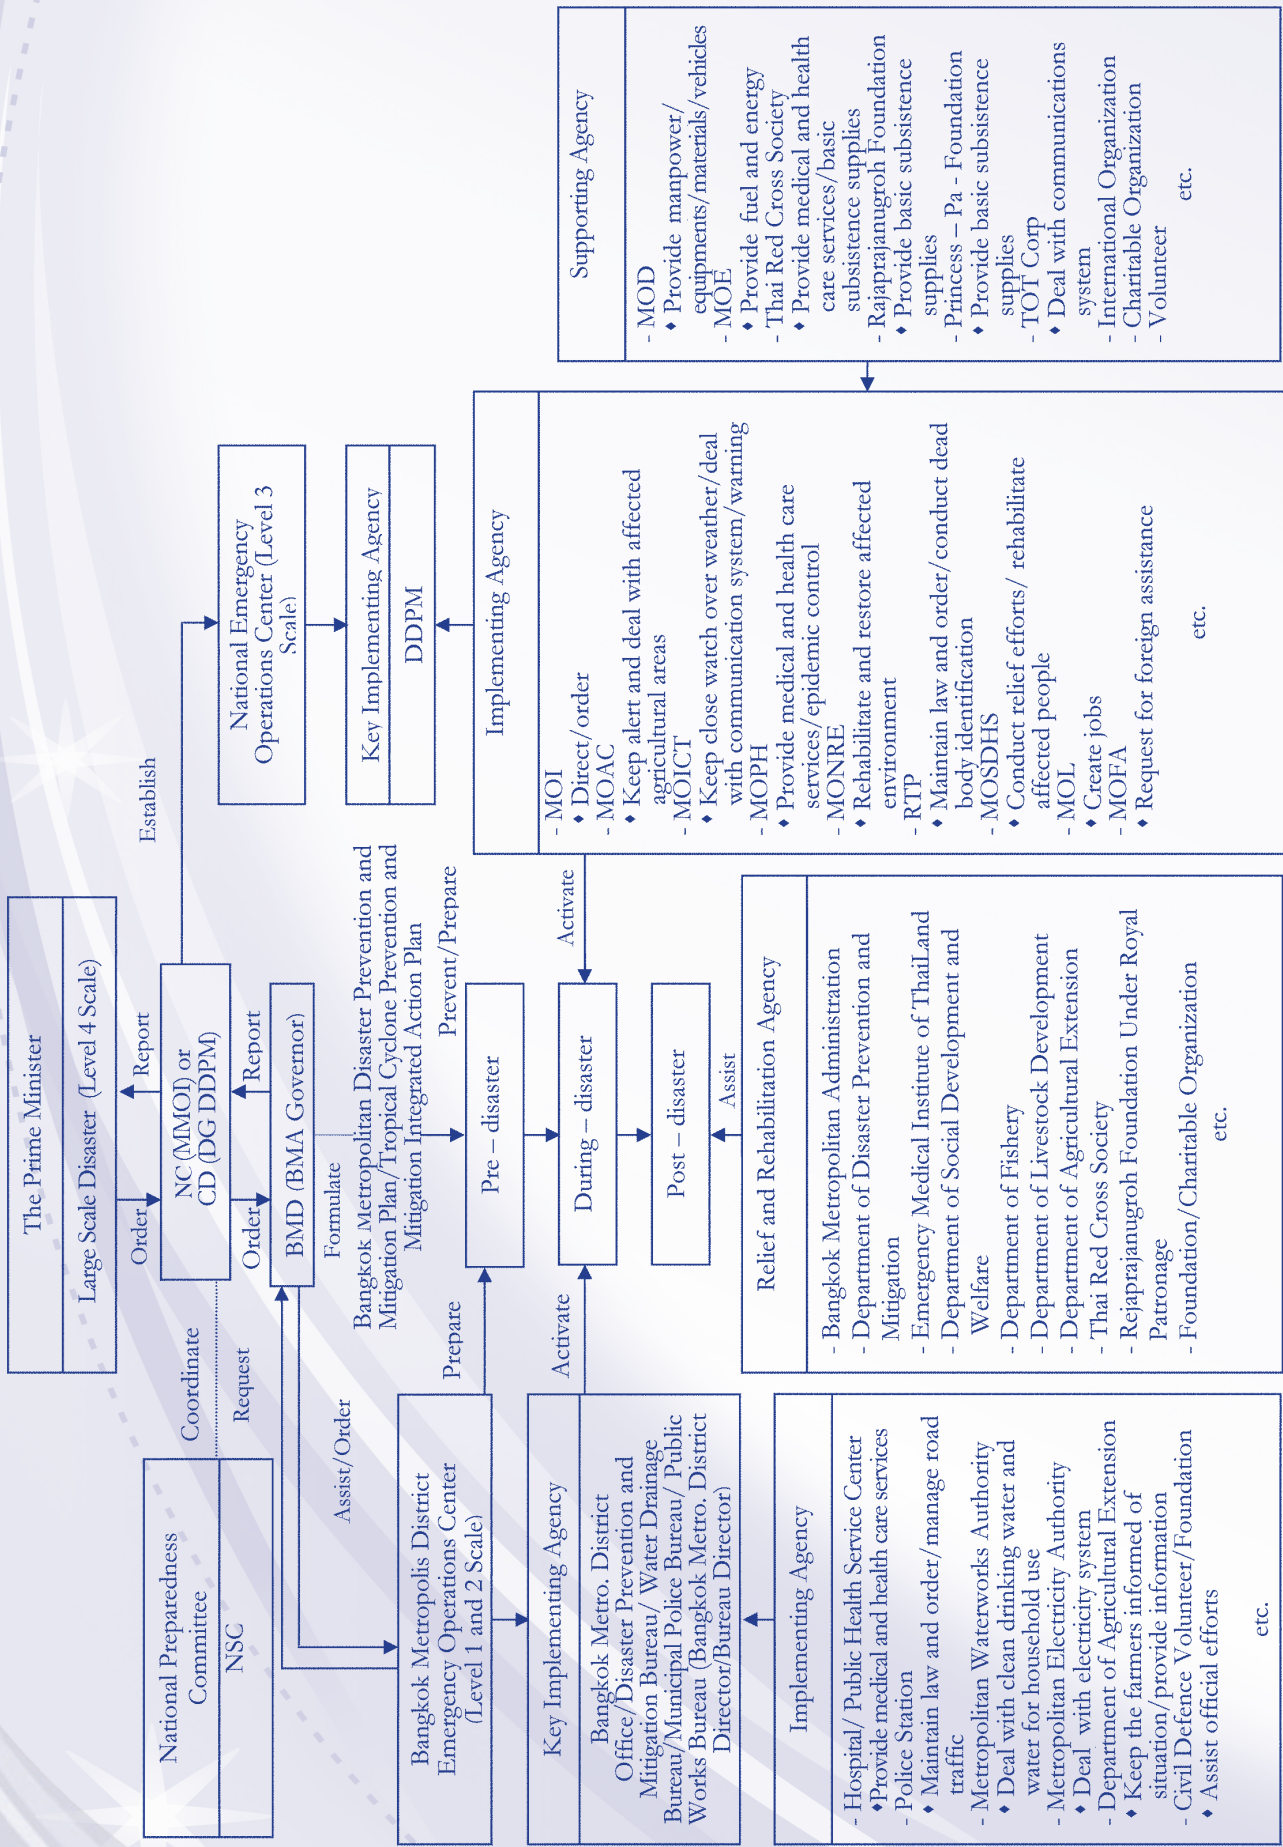 The Prime Minister
Large Scale Disaster (Level 4 Scale)
Order
Report
National Preparedness
Committee
NSC
Coordinate
Request
NC (MMOI) or
CD (DG DDPM)
Establish
Order
Report
BMD (BMA Governor)
Assist/Order
Formulate
Bangkok Metropolitan Disaster Prevention and
Mitigation Plan/Tropical Cyclone Prevention and
Mitigation Integrated Action Plan
National Emergency
Operations Center (Level 3
Scale)
Key Implementing Agency
DDPM
Bangkok Metropolis District
Emergency Operations Center
(Level 1 and 2 Scale)
Prepare
Prevent/Prepare
Pre – disaster
Key Implementing Agency
Bangkok Metro. District
Office/Disaster Prevention and
Mitigation Bureau/ Water Drainage
Bureau/Municipal Police Bureau/ Public
Works Bureau (Bangkok Metro. District
Director/Bureau Director)
Activate
During – disaster
Activate
Post – disaster
Assist
Implementing Agency
- Hospital/ Public Health Service Center
♦Provide medical and health care services
- Police Station
♦ Maintain law and order/manage road
traffic
- Metropolitan Waterworks Authority
♦ Deal with clean drinking water and
water for household use
- Metropolitan Electricity Authority
♦ Deal with electricity system
- Department of Agricultural Extension
♦ Keep the farmers informed of
situation/provide information
- Civil Defence Volunteer/Foundation
♦ Assist official efforts
etc.
Relief and Rehabilitation Agency
- Bangkok Metropolitan Administration
- Department of Disaster Prevention and
Mitigation
- Emergency Medical Institute of ThaiLand
- Department of Social Development and
Welfare
- Department of Fishery
- Department of Livestock Development
- Department of Agricultural Extension
- Thai Red Cross Society
- Rejaprajanugroh Foundation Under Royal
Patronage
- Foundation/Charitable Organization
etc.
Implementing Agency
- MOI
♦ Direct/order
- MOAC
♦ Keep alert and deal with affected
agricultural areas
- MOICT
♦ Keep close watch over weather/deal
with communication system/warning
- MOPH
♦ Provide medical and health care
services/epidemic control
- MONRE
♦ Rehabilitate and restore affected
environment
- RTP
♦ Maintain law and order/conduct dead
body identification
- MOSDHS
♦ Conduct relief efforts/ rehabilitate
affected people
- MOL
♦ Create jobs
- MOFA
♦ Request for foreign assistance
etc.
Supporting Agency
- MOD
♦ Provide manpower/
equipments/materials/vehicles
- MOE
♦ Provide fuel and energy
- Thai Red Cross Society
♦ Provide medical and health
care services/basic
subsistence supplies
- Rajaprajanugroh Foundation
♦ Provide basic subsistence
supplies
- Princess – Pa - Foundation
♦ Provide basic subsistence
supplies
- TOT Corp
♦ Deal with communications
system
- International Organization
- Charitable Organization
- Volunteer
etc.